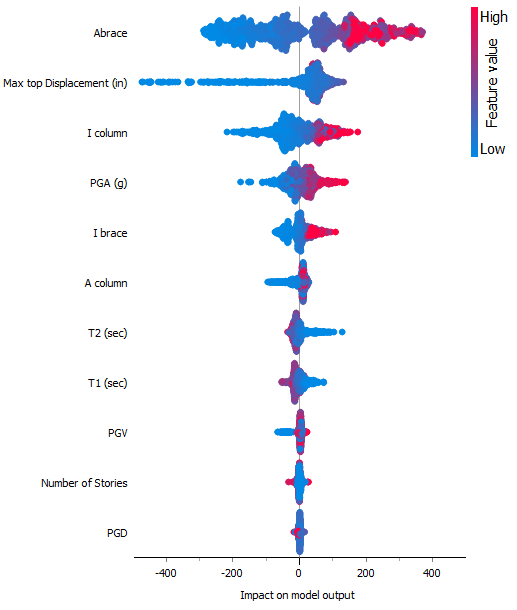 High
Feature value
Low
Abrace
Max top Displacement (in)
I column
PGA (g)
I brace
A column
T2 (sec)
T1 (sec)
PGV
Number of Stories
PGD
-400 -200 0 200 400
Impact on model output